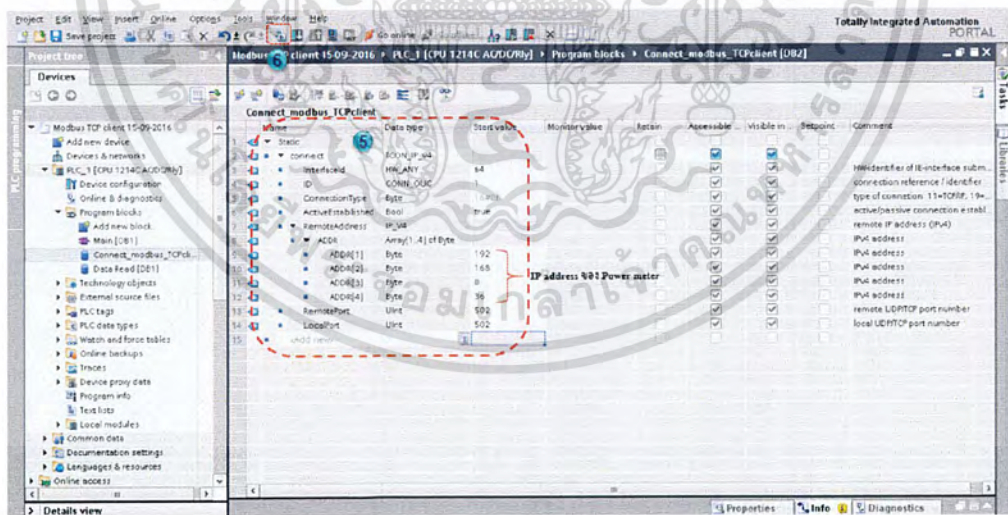 Project Edit View Insert Online Options Tools Window Help
Totally Integrated Automation
PORTAL
Save project
Go online
6
Project tree
Modbus TCP client 15-09-2016 ▸ PLC_1 [CPU 1214C AC/DC/Rly] ▸ Program blocks ▸ Connect_modbus_TCPclient [DB2]
Devices
PLC programming
Tasks
Libraries
Modbus TCP client 15-09-2016
Add new device
Devices & networks
PLC_1 [CPU 1214C AC/DC/Rly]
Device configuration
Online & diagnostics
Program blocks
Add new block
Main [OB1]
Connect_modbus_TCPcli...
Data Read [DB1]
Technology objects
External source files
PLC tags
PLC data types
Watch and force tables
Online backups
Traces
Device proxy data
Program info
Text lists
Local modules
Common data
Documentation settings
Languages & resources
Online access
Details view
Connect_modbus_TCPclient
Name Data type Start value Monitor value Retain Accessible ... Visible in ... Setpoint Comment
5
1 Static
connect TCON_IP_v4
InterfaceId HW_ANY 64 HW-identifier of IE-interface subm...
ID CONN_OUC connection reference / identifier
ConnectionType Byte type of connection: 11=TCP/IP, 19=...
ActiveEstablished Bool true active/passive connection establ...
RemoteAddress IP_V4 remote IP address (IPv4)
ADDR Array[1..4] of Byte IPv4 address
ADDR[1] Byte 192 IPv4 address
ADDR[2] Byte 168 IPv4 address
ADDR[3] Byte IPv4 address
ADDR[4] Byte 36 IPv4 address
IP address ของ Power meter
RemotePort UInt 502 remote UDP/TCP port number
14 LocalPort UInt 502 local UDP/TCP port number
15 <Add new>
Properties Info Diagnostics